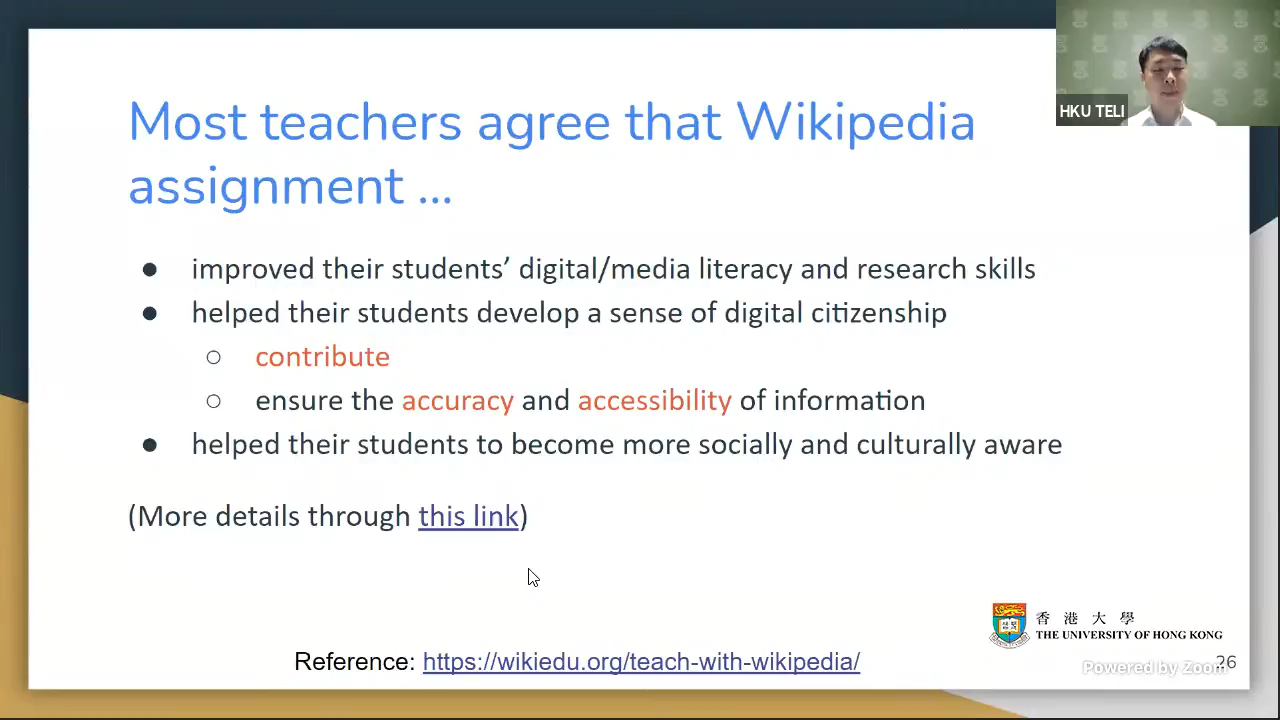 HKU TELI
Most teachers agree that Wikipedia
assignment ...
● improved their students’ digital/media literacy and research skills
● helped their students develop a sense of digital citizenship
○ contribute
○ ensure the accuracy and accessibility of information
● helped their students to become more socially and culturally aware
(More details through this link)
香港大學
THE UNIVERSITY OF HONG KONG
Reference: https://wikiedu.org/teach-with-wikipedia/
Powered by Zoom
26